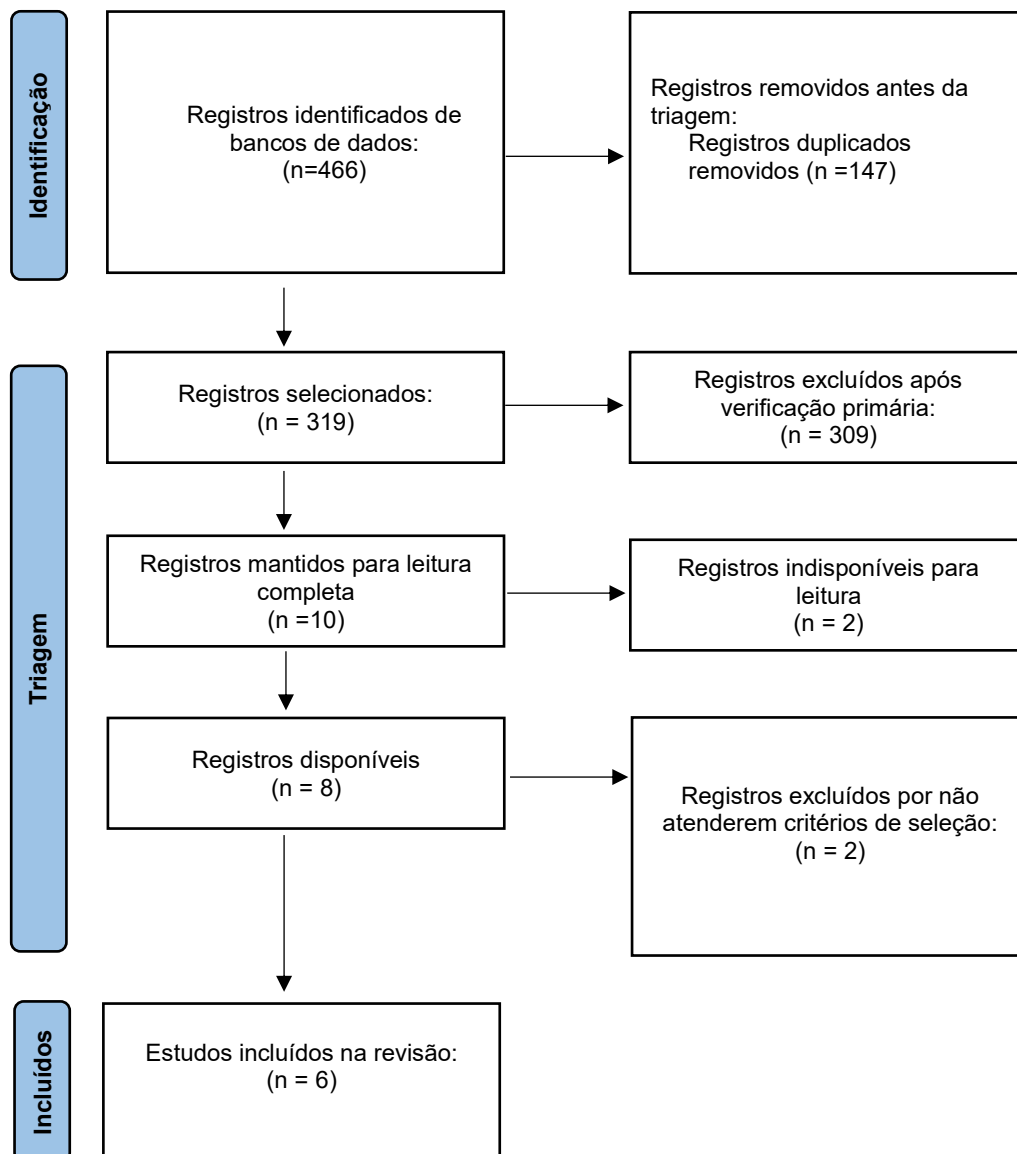 Identificação
Registros identificados de
bancos de dados:
(n=466)
Registros removidos antes da
triagem:
Registros duplicados
removidos (n =147)
Triagem
Registros selecionados:
(n = 319)
Registros excluídos após
verificação primária:
(n = 309)
Registros mantidos para leitura
completa
(n =10)
Registros indisponíveis para
leitura
(n = 2)
Registros disponíveis
(n = 8)
Registros excluídos por não
atenderem critérios de seleção:
(n = 2)
Incluídos
Estudos incluídos na revisão:
(n = 6)